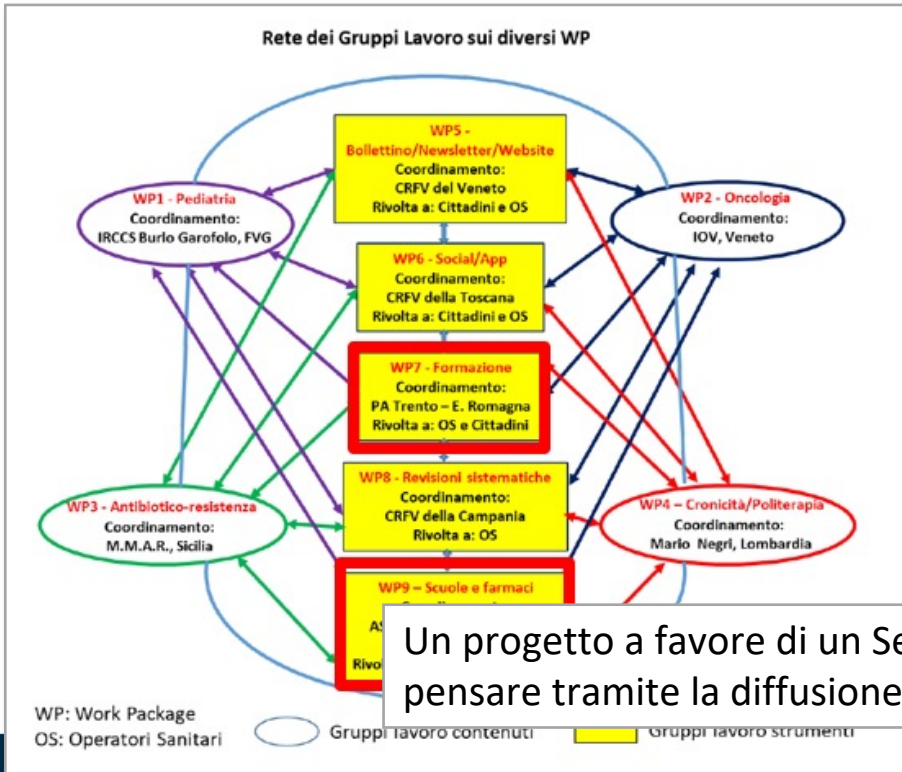 Rete dei Gruppi Lavoro sui diversi WP
WP5 -
Bollettino/Newsletter/Website
Coordinamento:
CRFV del Veneto
Rivolta a: Cittadini e OS
WP1 - Pediatria
Coordinamento:
IRCCS Burlo Garofolo, FVG
WP2 - Oncologia
Coordinamento:
IOV, Veneto
WP6 - Social/App
Coordinamento:
CRFV della Toscana
Rivolta a: Cittadini e OS
WP7 - Formazione
Coordinamento:
PA Trento – E. Romagna
Rivolta a: OS e Cittadini
WP8 - Revisioni sistematiche
Coordinamento:
CRFV della Campania
Rivolta a: OS
WP3 - Antibiotico-resistenza
Coordinamento:
M.M.A.R., Sicilia
WP4 – Cronicità/Politerapia
Coordinamento:
Mario Negri, Lombardia
WP9 – Scuole e farmaci
Un progetto a favore di un Se
pensare tramite la diffusione
WP: Work Package
OS: Operatori Sanitari
Gruppi lavoro contenuti
Gruppi lavoro strumenti